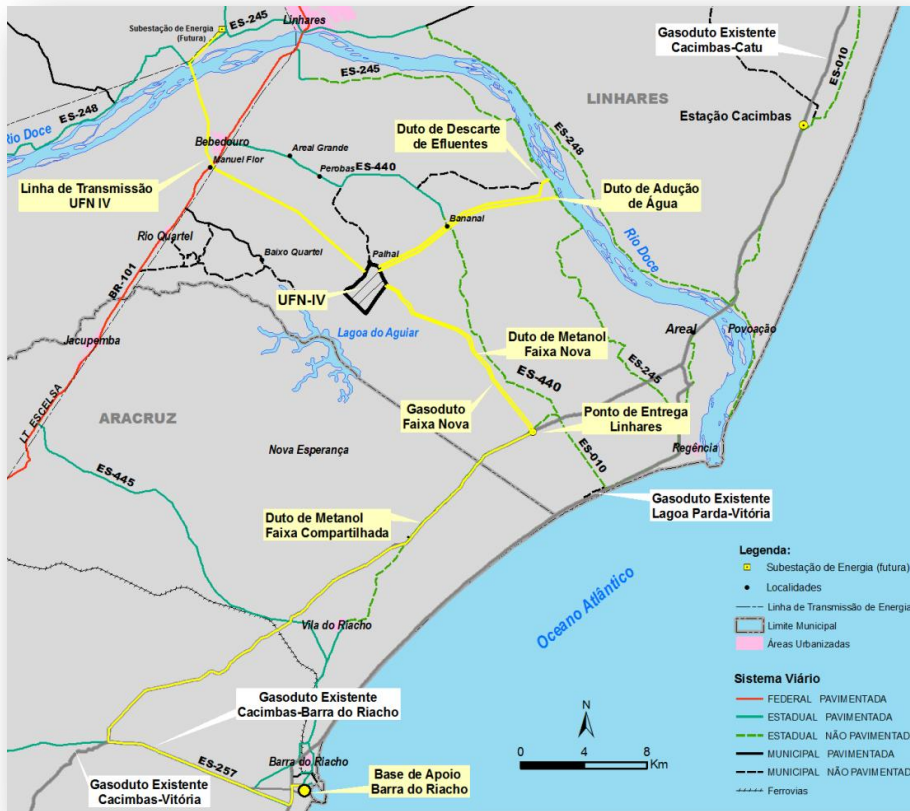 Subestação de Energia
(Futura)
ES-245
Linhares
Gasoduto Existente
Cacimbas-Catu
ES-010
ES-245
LINHARES
ES-248
Estação Cacimbas
Rio Doce
Duto de Descarte
de Efluentes
ES-248
Bebedouro
Areal Grande
Manuel Flor
Perobas
ES-440
Linha de Transmissão
UFN IV
Duto de Adução
de Água
Bananal
Rio Quartel
Baixo Quartel
Palhal
Rio Doce
BR-101
UFN-IV
Lagoa do Aguiar
Areal
Povoação
Jacupemba
Duto de Metanol
Faixa Nova
ES-245
ES-440
LT. ESCELSA
ARACRUZ
Gasoduto
Faixa Nova
Ponto de Entrega
Linhares
Nova Esperança
Regência
ES-010
ES-445
Gasoduto Existente
Lagoa Parda-Vitória
Duto de Metanol
Faixa Compartilhada
Oceano Atlântico
Legenda:
Subestação de Energia (futura)
Localidades
Linha de Transmissão de Energia
Limite Municipal
Áreas Urbanizadas
Vila do Riacho
Sistema Viário
FEDERAL PAVIMENTADA
ESTADUAL PAVIMENTADA
ESTADUAL NÃO PAVIMENTADA
MUNICIPAL PAVIMENTADA
MUNICIPAL NÃO PAVIMENTADA
Ferrovias
Gasoduto Existente
Cacimbas-Barra do Riacho
N
0 4 8
Km
ES-257
Barra do Riacho
Base de Apoio
Barra do Riacho
Gasoduto Existente
Cacimbas-Vitória